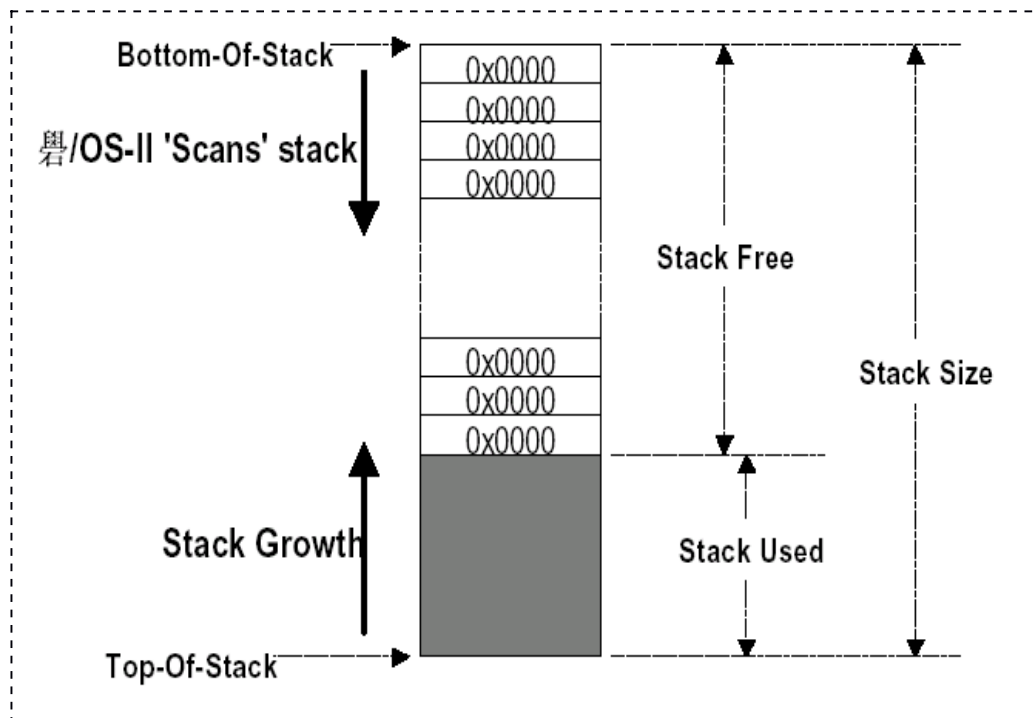 Bottom-Of-Stack
0x0000
0x0000
礐/OS-II 'Scans' stack
0x0000
0x0000
Stack Free
0x0000
Stack Size
0x0000
0x0000
Stack Growth
Stack Used
Top-Of-Stack